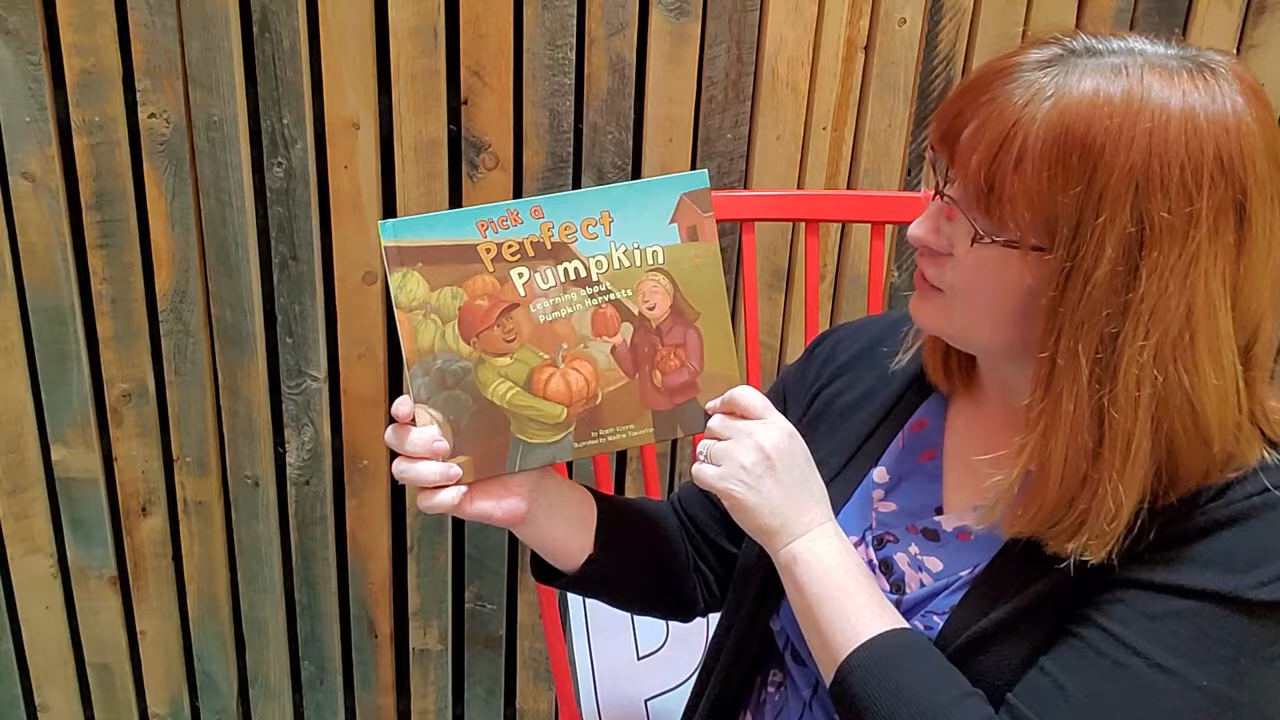 Pick a
Perfect
Pumpkin
Learning about
Pumpkin Harvests
by Robin Koontz
illustrated by Nadine Takvorian
P